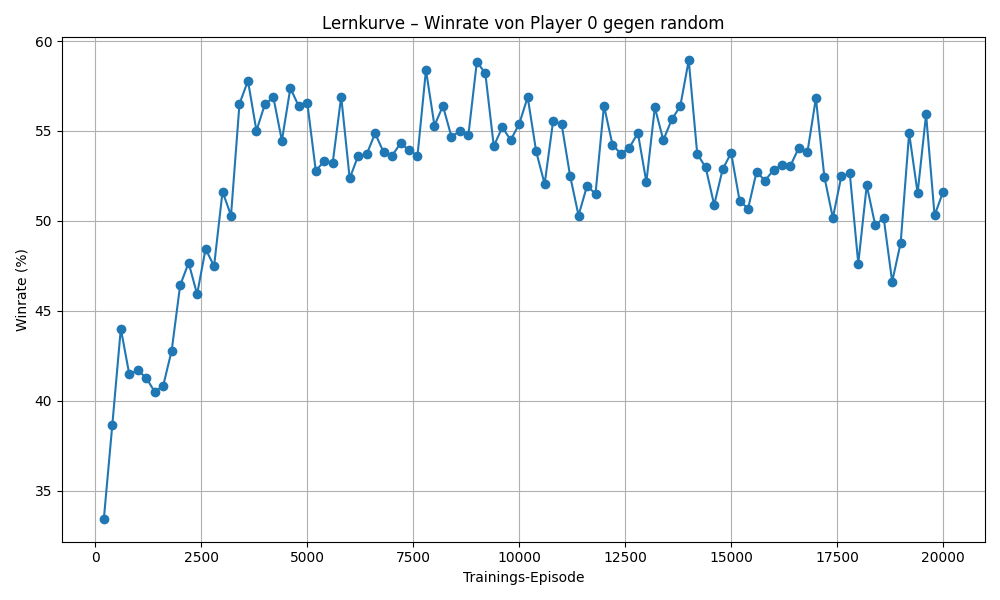 Lernkurve – Winrate von Player 0 gegen random
Winrate (%)
60
55
50
45
40
35
0 2500 5000 7500 10000 12500 15000 17500 20000
Trainings-Episode